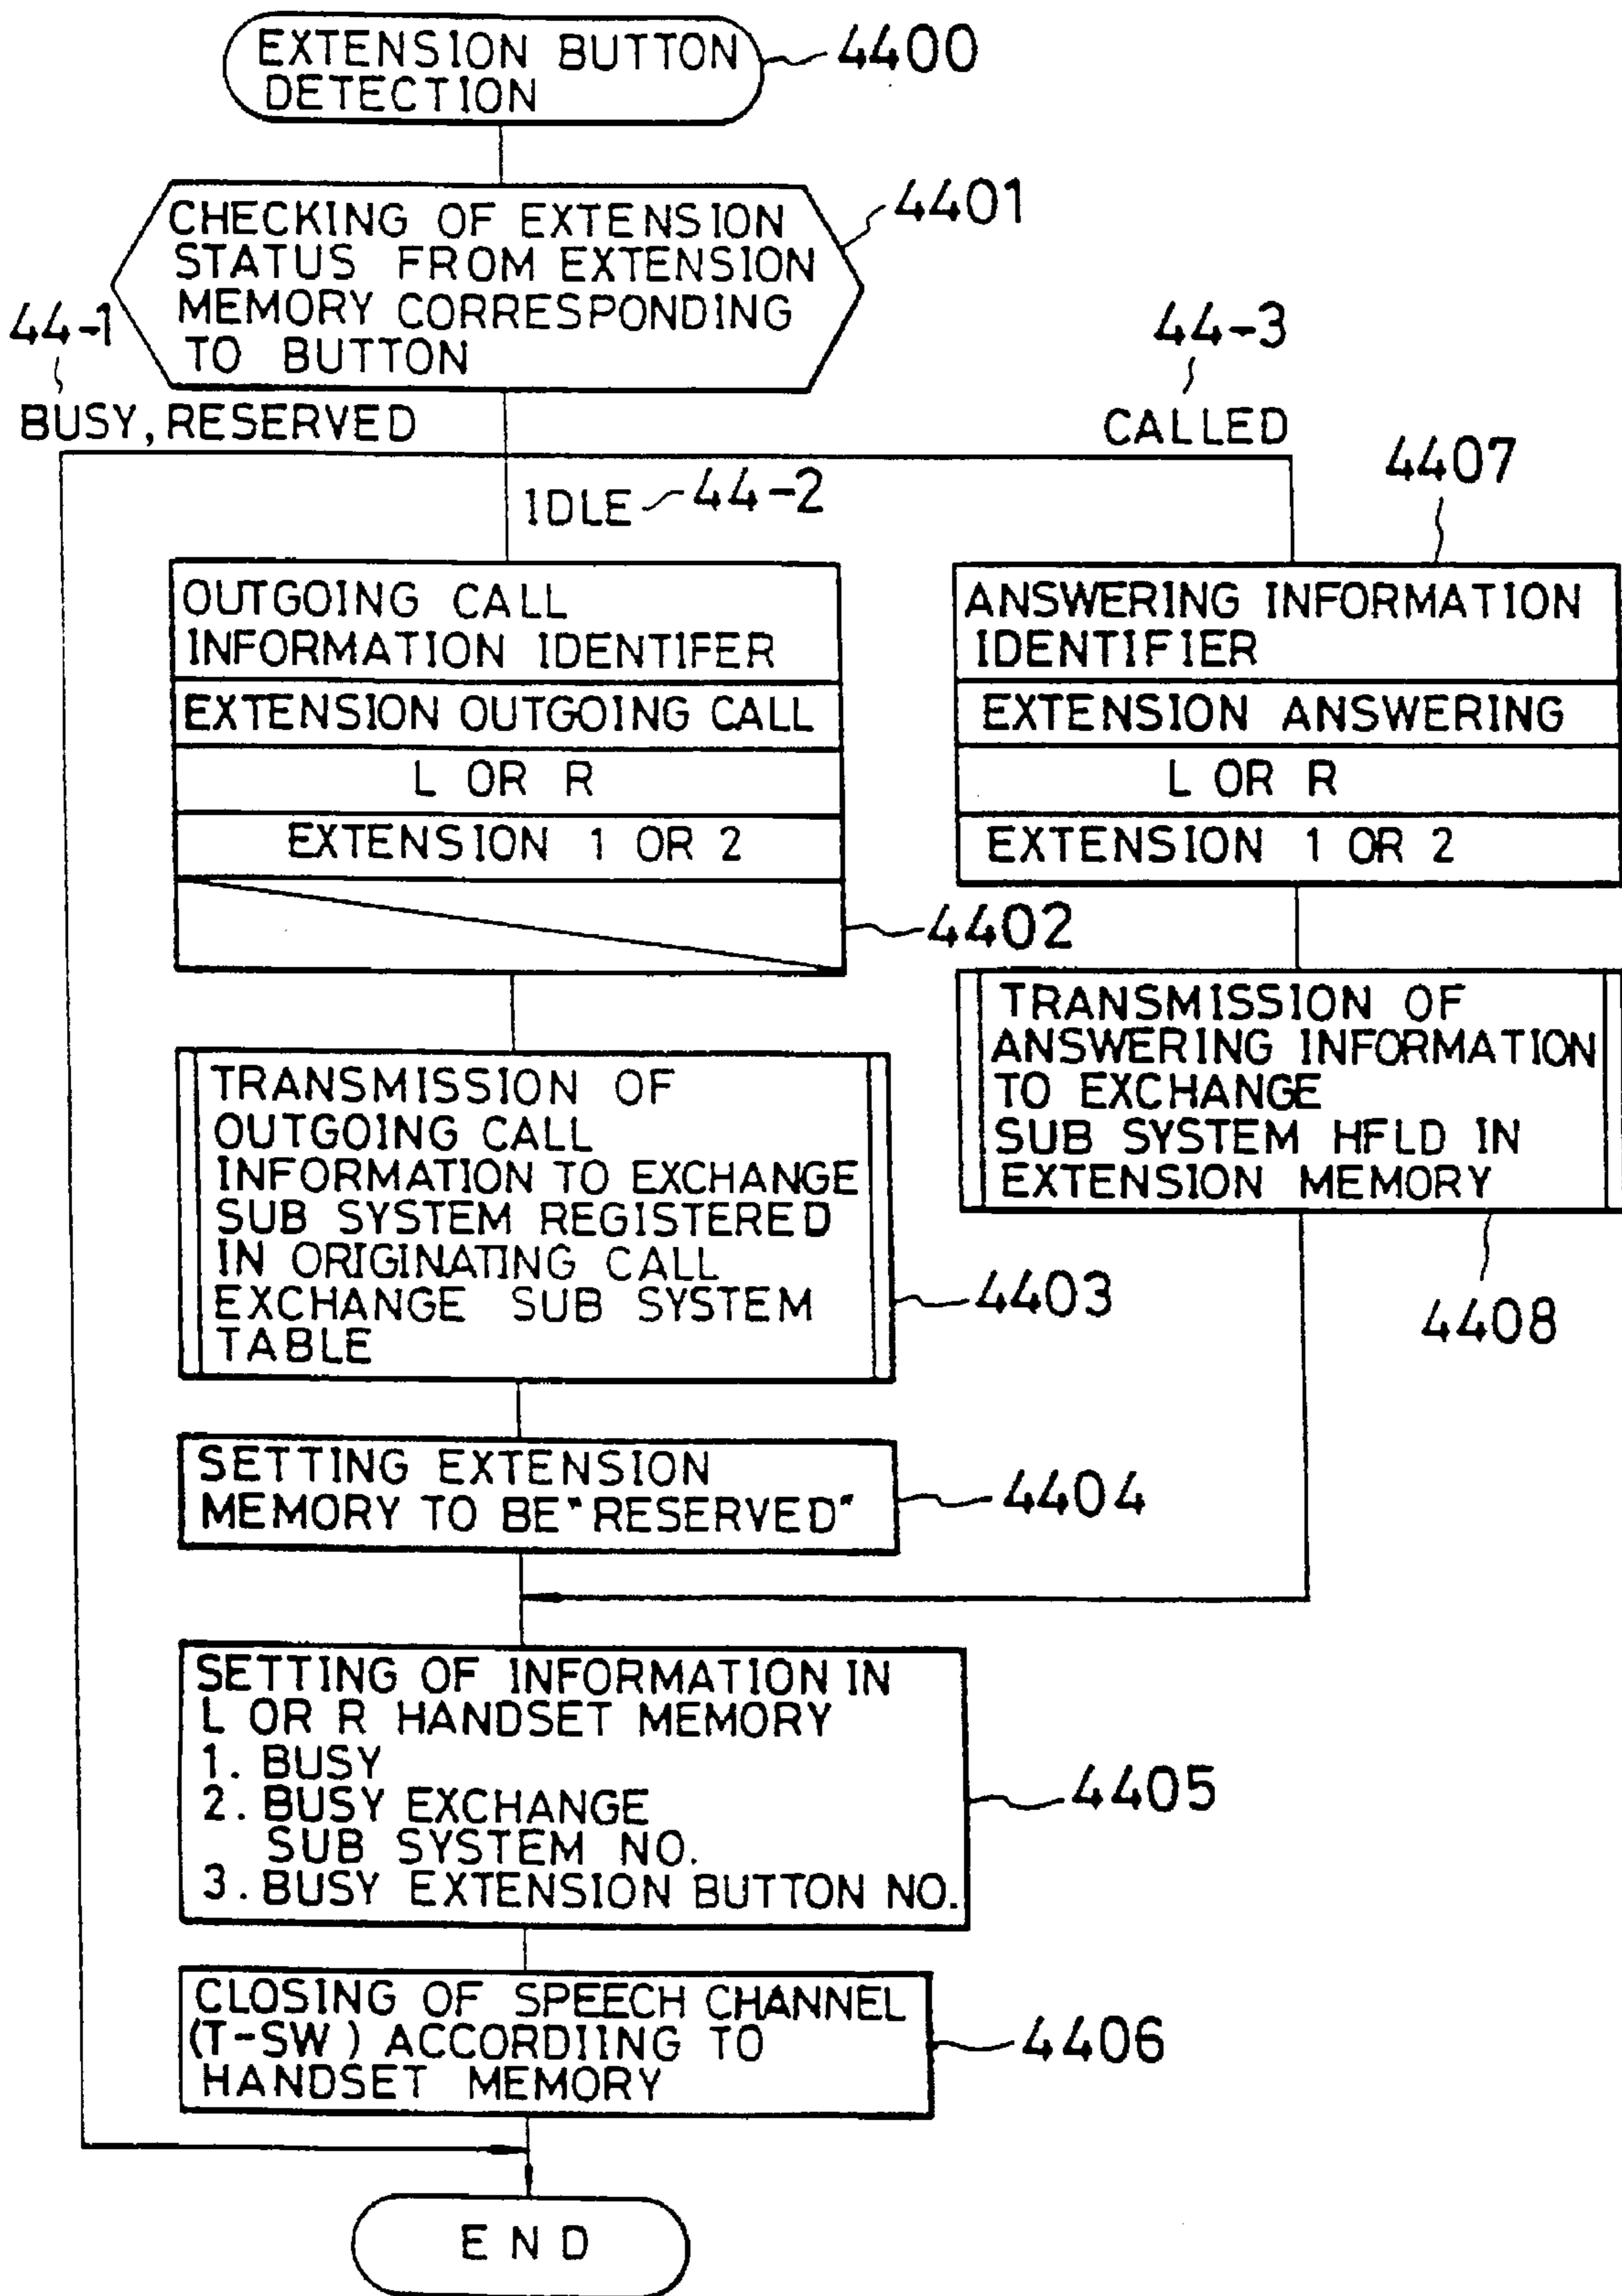 EXTENSION BUTTON
DETECTION
4400
CHECKING OF EXTENSION
STATUS FROM EXTENSION
MEMORY CORRESPONDING
TO BUTTON
4401
44-1
BUSY, RESERVED
44-3
CALLED
IDLE
44-2
4407
OUTGOING CALL
INFORMATION IDENTIFER
EXTENSION OUTGOING CALL
L OR R
EXTENSION 1 OR 2
4402
ANSWERING INFORMATION
IDENTIFIER
EXTENSION ANSWERING
L OR R
EXTENSION 1 OR 2
TRANSMISSION OF
OUTGOING CALL
INFORMATION TO EXCHANGE
SUB SYSTEM REGISTERED
IN ORIGINATING CALL
EXCHANGE SUB SYSTEM
TABLE
4403
TRANSMISSION OF
ANSWERING INFORMATION
TO EXCHANGE
SUB SYSTEM HFLD IN
EXTENSION MEMORY
4408
SETTING EXTENSION
MEMORY TO BE "RESERVED"
4404
SETTING OF INFORMATION IN
L OR R HANDSET MEMORY
1. BUSY
2. BUSY EXCHANGE
SUB SYSTEM NO.
3. BUSY EXTENSION BUTTON NO.
4405
CLOSING OF SPEECH CHANNEL
(T-SW) ACCORDIING TO
HANDSET MEMORY
4406
END